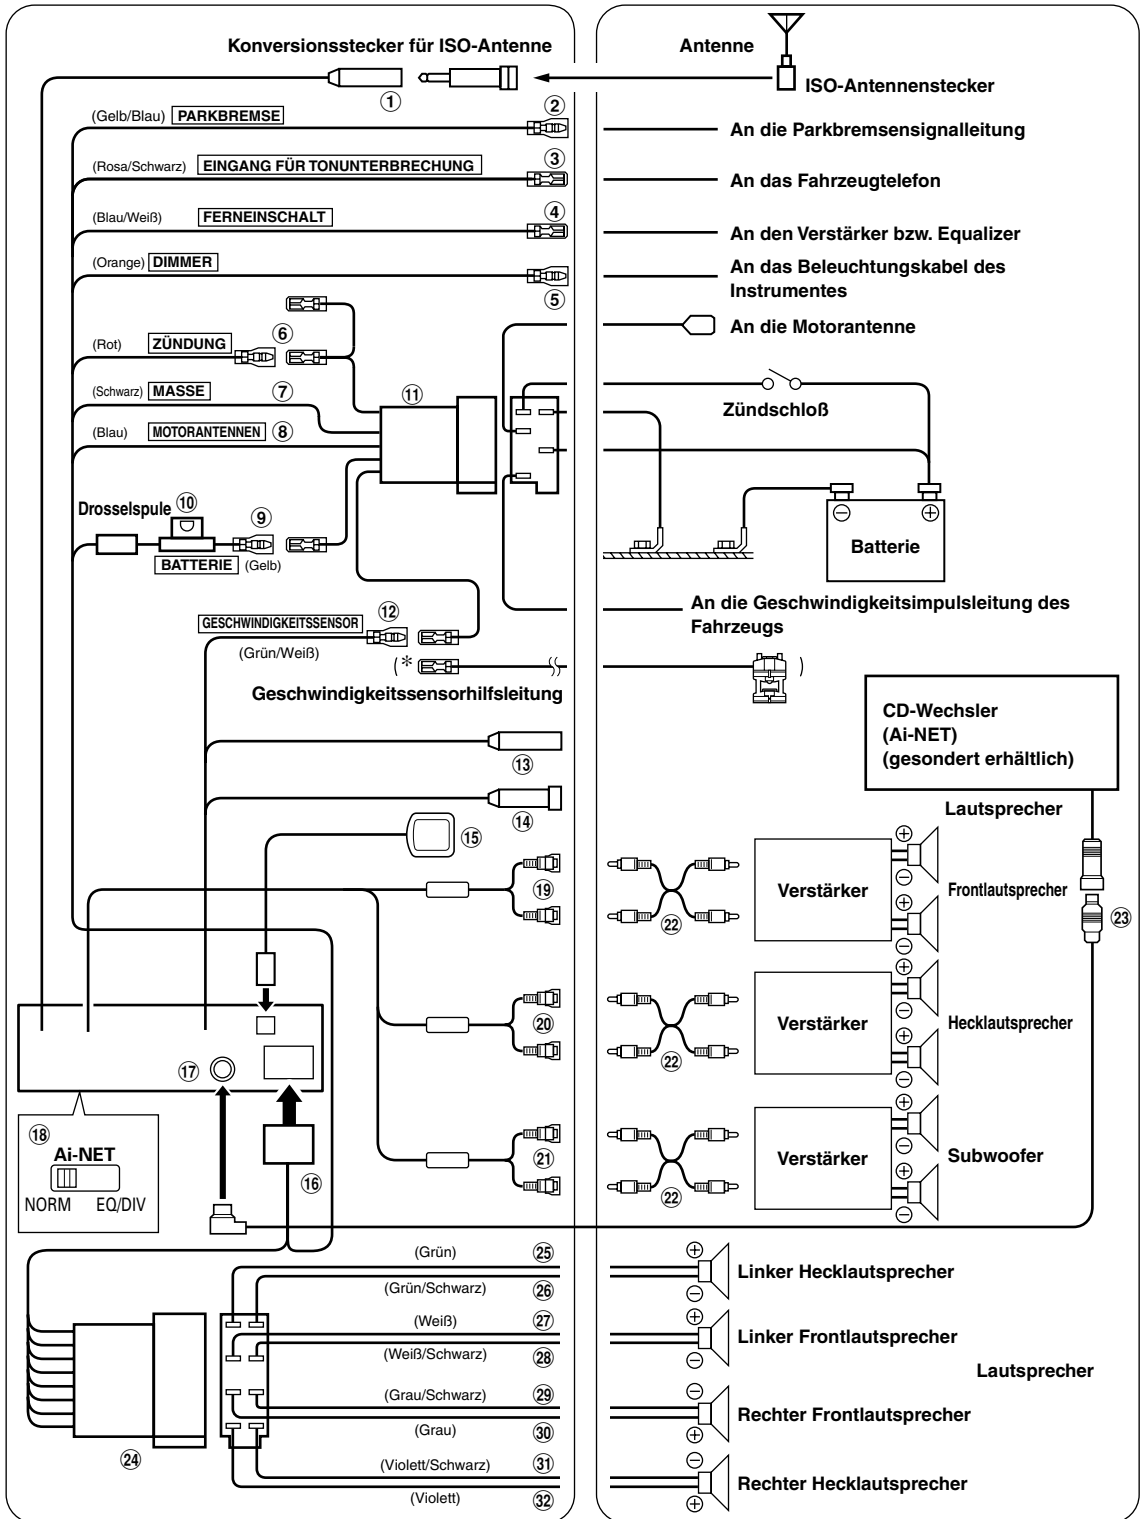 Konversionsstecker für ISO-Antenne
Antenne
ISO-Antennenstecker
①
(Gelb/Blau) PARKBREMSE
②
An die Parkbremsensignalleitung
(Rosa/Schwarz) EINGANG FÜR TONUNTERBRECHUNG
③
An das Fahrzeugtelefon
(Blau/Weiß) FERNEINSCHALT
④
An den Verstärker bzw. Equalizer
(Orange) DIMMER
⑤
An das Beleuchtungskabel des
Instrumentes
An die Motorantenne
(Rot) ZÜNDUNG
⑥
(Schwarz) MASSE ⑦
⑪
Zündschloß
(Blau) MOTORANTENNEN ⑧
Drosselspule ⑩
⑨
BATTERIE (Gelb)
⊖ ⊕
Batterie
An die Geschwindigkeitsimpulsleitung des
Fahrzeugs
GESCHWINDIGKEITSSENSOR
⑫
(Grün/Weiß)
(*
)
Geschwindigkeitssensorhilfsleitung
CD-Wechsler
(Ai-NET)
(gesondert erhältlich)
⑬
⑭
⑮
Lautsprecher
⑲
㉒
Verstärker
⊕
⊖
⊕
⊖
Frontlautsprecher
㉓
⑳
㉒
Verstärker
⊕
⊖
⊕
⊖
Hecklautsprecher
⑰
⑱
Ai-NET
NORM EQ/DIV
⑯
㉑
㉒
Verstärker
⊕
⊖
⊕
⊖
Subwoofer
(Grün) ㉕
(Grün/Schwarz) ㉖
⊕
⊖
Linker Hecklautsprecher
(Weiß) ㉗
(Weiß/Schwarz) ㉘
⊕
⊖
Linker Frontlautsprecher
Lautsprecher
(Grau/Schwarz) ㉙
(Grau) ㉚
⊖
⊕
Rechter Frontlautsprecher
㉔
(Violett/Schwarz) ㉛
(Violett) ㉜
⊖
⊕
Rechter Hecklautsprecher